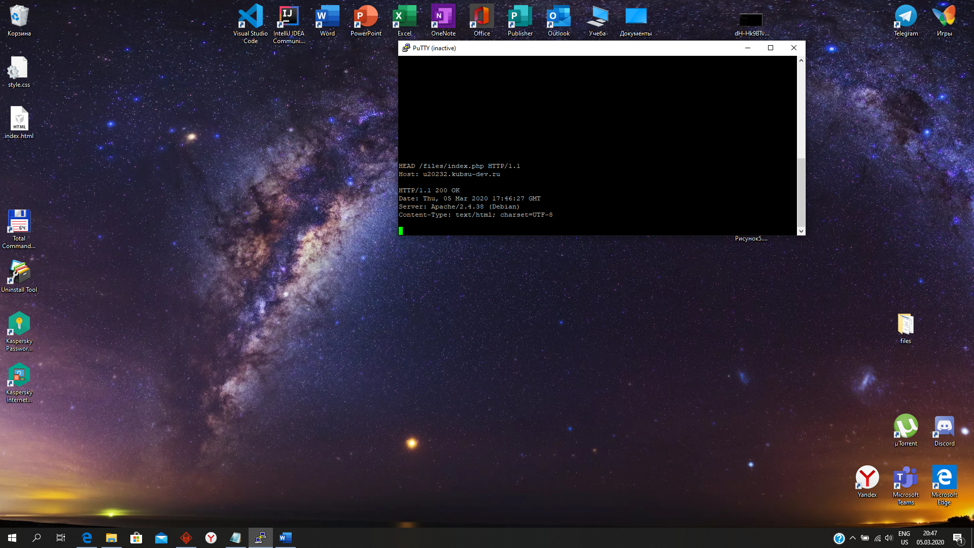 Корзина
Visual Studio
Code
IntelliJ IDEA
Communi...
Word
PowerPoint
Excel
OneNote
Office
Publisher
Outlook
Учеба-
Документы
Telegram
Игры
PuTTY (inactive)
style.css
index.html
HEAD /files/index.php HTTP/1.1
Host: u20232.kubsu-dev.ru
HTTP/1.1 200 OK
Date: Thu, 05 Mar 2020 17:46:27 GMT
Server: Apache/2.4.38 (Debian)
Content-Type: text/html; charset=UTF-8
Рисунок5....
Total
Command...
Uninstall Tool
Kaspersky
Passwor...
Kaspersky
Internet...
files
µTorrent
Discord
Yandex
Microsoft
Teams
Microsoft
Edge
ENG
US
20:47
05.03.2020